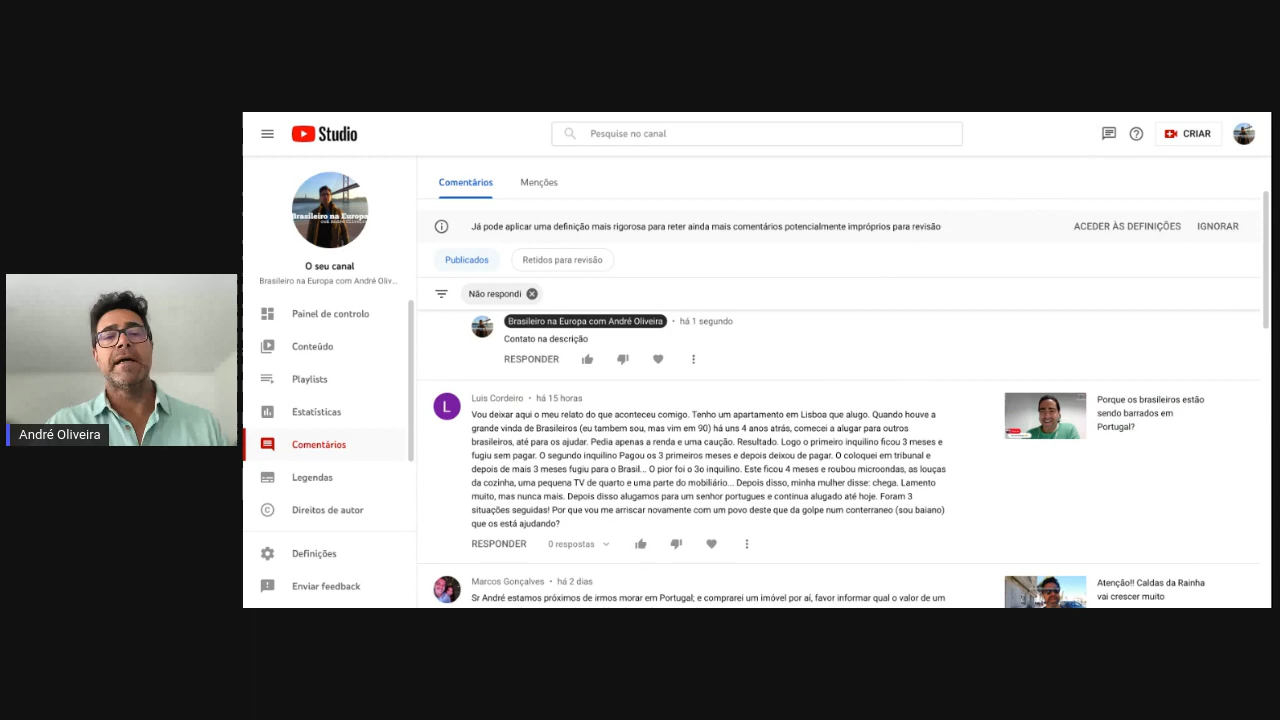 Studio
Pesquise no canal
CRIAR
Brasileiro na Europa
com André Oliveira
O seu canal
Brasileiro na Europa com André Oliv...
Painel de controlo
Conteúdo
Playlists
Estatísticas
Comentários
Legendas
Direitos de autor
Definições
Enviar feedback
Comentários
Menções
Já pode aplicar uma definição mais rigorosa para reter ainda mais comentários potencialmente impróprios para revisão
ACEDER ÀS DEFINIÇÕES
IGNORAR
Publicados
Retidos para revisão
Não respondi
Brasileiro na Europa com André Oliveira • há 1 segundo
Contato na descrição
RESPONDER
L
Luis Cordeiro • há 15 horas
Vou deixar aqui o meu relato do que aconteceu comigo. Tenho um apartamento em Lisboa que alugo. Quando houve a
grande vinda de Brasileiros (eu tambem sou, mas vim em 90) há uns 4 anos atrás, comecei a alugar para outros
brasileiros, até para os ajudar. Pedia apenas a renda e uma caução. Resultado. Logo o primeiro inquilino ficou 3 meses e
fugiu sem pagar. O segundo inquilino Pagou os 3 primeiros meses e depois deixou de pagar. O coloquei em tribunal e
depois de mais 3 meses fugiu para o Brasil... O pior foi o 3o inquilino. Este ficou 4 meses e roubou microondas, as louças
da cozinha, uma pequena TV de quarto e uma parte do mobiliário... Depois disso, minha mulher disse: chega. Lamento
muito, mas nunca mais. Depois disso alugamos para um senhor portugues e continua alugado até hoje. Foram 3
situações seguidas! Por que vou me arriscar novamente com um povo deste que da golpe num conterraneo (sou baiano)
que os está ajudando?
RESPONDER
0 respostas
Porque os brasileiros estão
sendo barrados em
Portugal?
Marcos Gonçalves • há 2 dias
Sr André estamos próximos de irmos morar em Portugal; e comprarei um imóvel por aí, favor informar qual o valor de um
Atenção!! Caldas da Rainha
vai crescer muito
André Oliveira